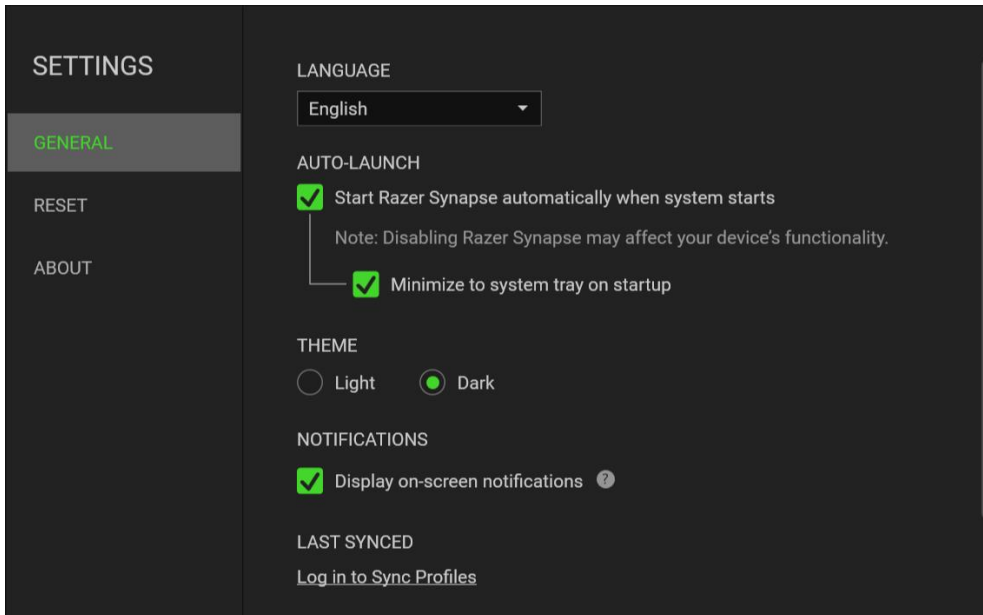 SETTINGS
GENERAL
RESET
ABOUT
LANGUAGE
English
AUTO-LAUNCH
Start Razer Synapse automatically when system starts
Note: Disabling Razer Synapse may affect your device’s functionality.
Minimize to system tray on startup
THEME
Light Dark
NOTIFICATIONS
Display on-screen notifications ?
LAST SYNCED
Log in to Sync Profiles